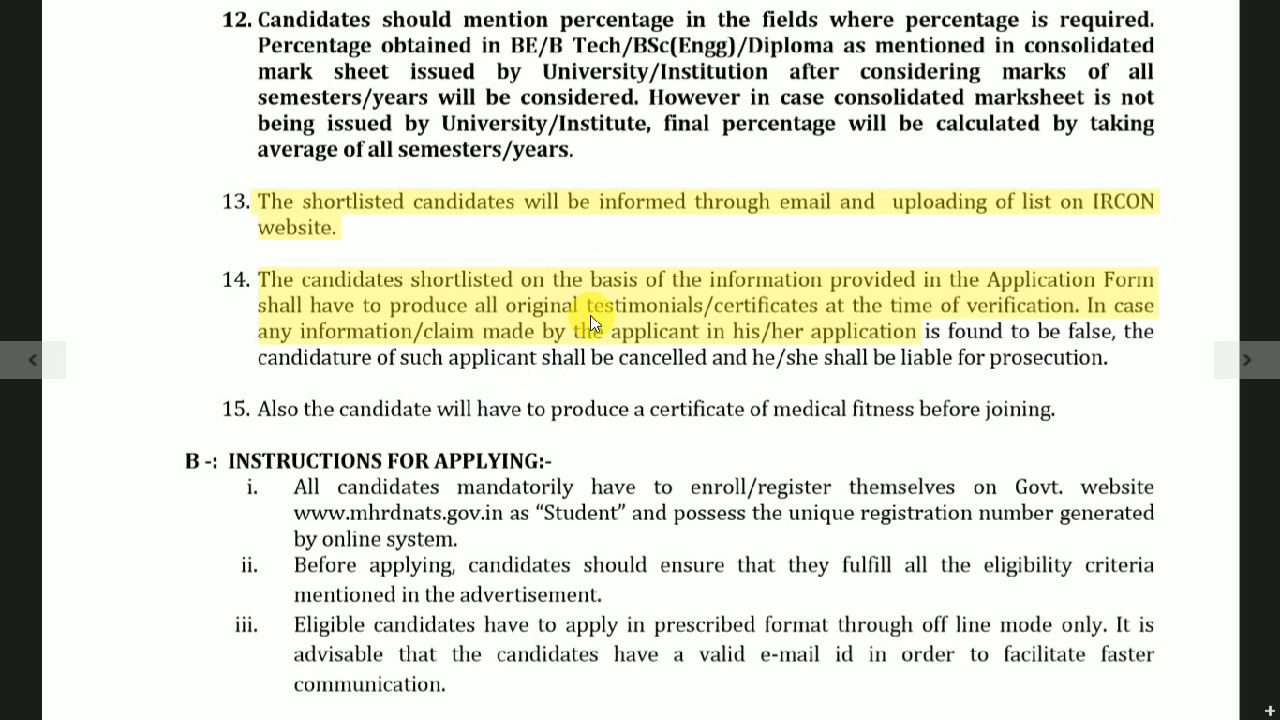 12. Candidates should mention percentage in the fields where percentage is required.
Percentage obtained in BE/B Tech/BSc(Engg)/Diploma as mentioned in consolidated
mark sheet issued by University/Institution after considering marks of all
semesters/years will be considered. However in case consolidated marksheet is not
being issued by University/Institute, final percentage will be calculated by taking
average of all semesters/years.
13. The shortlisted candidates will be informed through email and uploading of list on IRCON
website.
14. The candidates shortlisted on the basis of the information provided in the Application Form
shall have to produce all original testimonials/certificates at the time of verification. In case
any information/claim made by the applicant in his/her application is found to be false, the
candidature of such applicant shall be cancelled and he/she shall be liable for prosecution.
15. Also the candidate will have to produce a certificate of medical fitness before joining.
B -: INSTRUCTIONS FOR APPLYING:-
i. All candidates mandatorily have to enroll/register themselves on Govt. website
www.mhrdnats.gov.in as “Student” and possess the unique registration number generated
by online system.
ii. Before applying, candidates should ensure that they fulfill all the eligibility criteria
mentioned in the advertisement.
iii. Eligible candidates have to apply in prescribed format through off line mode only. It is
advisable that the candidates have a valid e-mail id in order to facilitate faster
communication.